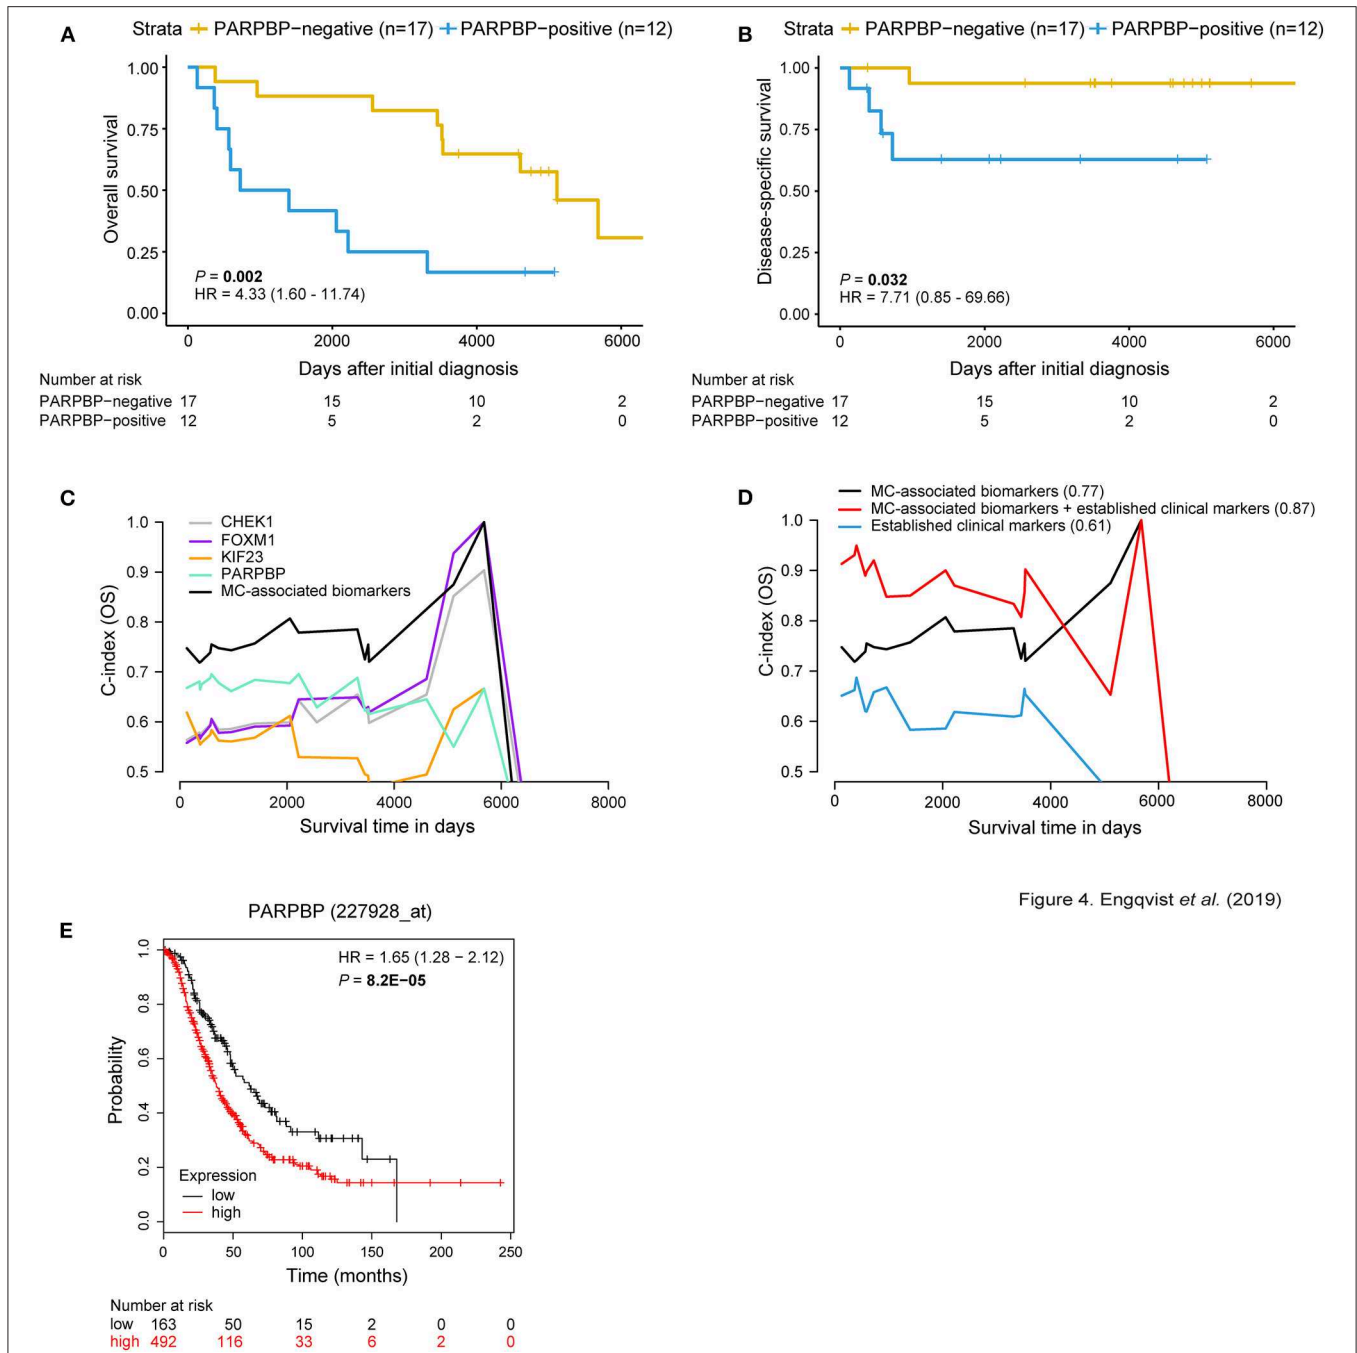 A
Strata PARPBP−negative (n=17) PARPBP−positive (n=12)
1.00
0.75
0.50
0.25
0.00
Overall survival
P = 0.002
HR = 4.33 (1.60 - 11.74)
0 2000 4000 6000
Days after initial diagnosis
Number at risk
PARPBP−negative 17 15 10 2
PARPBP−positive 12 5 2 0
B
Strata PARPBP−negative (n=17) PARPBP−positive (n=12)
1.00
0.75
0.50
0.25
0.00
Disease-specific survival
P = 0.032
HR = 7.71 (0.85 - 69.66)
0 2000 4000 6000
Days after initial diagnosis
Number at risk
PARPBP−negative 17 15 10 2
PARPBP−positive 12 5 2 0
C
1.0
0.9
0.8
0.7
0.6
0.5
C-index (OS)
CHEK1
FOXM1
KIF23
PARPBP
MC-associated biomarkers
0 2000 4000 6000 8000
Survival time in days
D
MC-associated biomarkers (0.77)
MC-associated biomarkers + established clinical markers (0.87)
Established clinical markers (0.61)
1.0
0.9
0.8
0.7
0.6
0.5
C-index (OS)
0 2000 4000 6000 8000
Survival time in days
Figure 4. Engqvist et al. (2019)
E
PARPBP (227928_at)
1.0
0.8
0.6
0.4
0.2
0.0
Probability
HR = 1.65 (1.28 − 2.12)
P = 8.2E−05
Expression
low
high
0 50 100 150 200 250
Time (months)
Number at risk
low 163 50 15 2 0 0
high 492 116 33 6 2 0